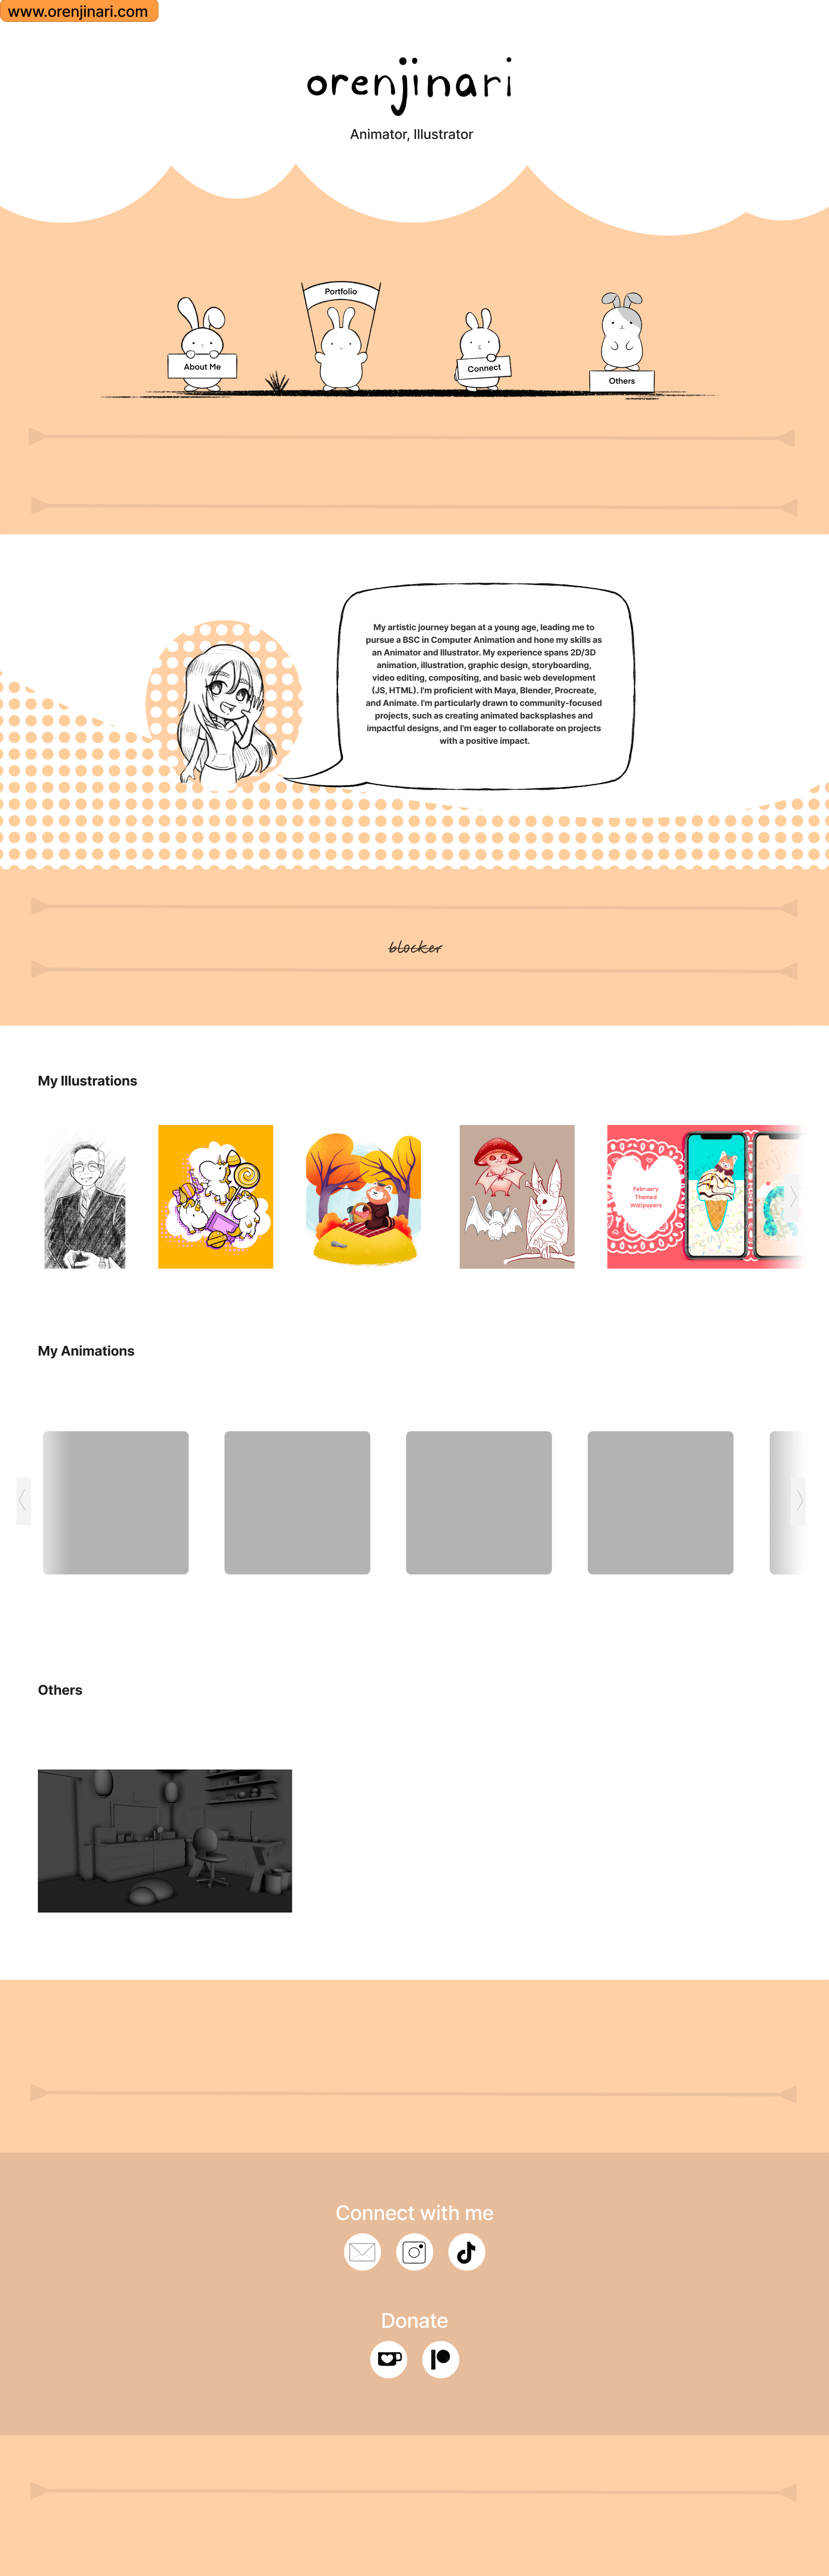 www.orenjinari.com
orenjinari
Animator, Illustrator
About Me
Portfolio
Connect
Others
My artistic journey began at a young age, leading me to
pursue a BSC in Computer Animation and hone my skills as
an Animator and Illustrator. My experience spans 2D/3D
animation, illustration, graphic design, storyboarding,
video editing, compositing, and basic web development
(JS, HTML). I'm proficient with Maya, Blender, Procreate,
and Animate. I'm particularly drawn to community-focused
projects, such as creating animated backsplashes and
impactful designs, and I'm eager to collaborate on projects
with a positive impact.
blocker
My Illustrations
February
Themed
Wallpapers
My Animations
Others
Connect with me
Donate